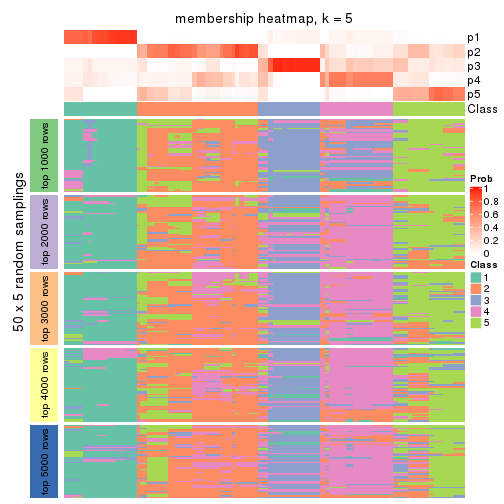 membership heatmap, k = 5
p1
p2
p3
p4
p5
Class
50 x 5 random samplings
top 1000 rows
top 2000 rows
top 3000 rows
top 4000 rows
top 5000 rows
Prob
1
0.8
0.6
0.4
0.2
0
Class
1
2
3
4
5